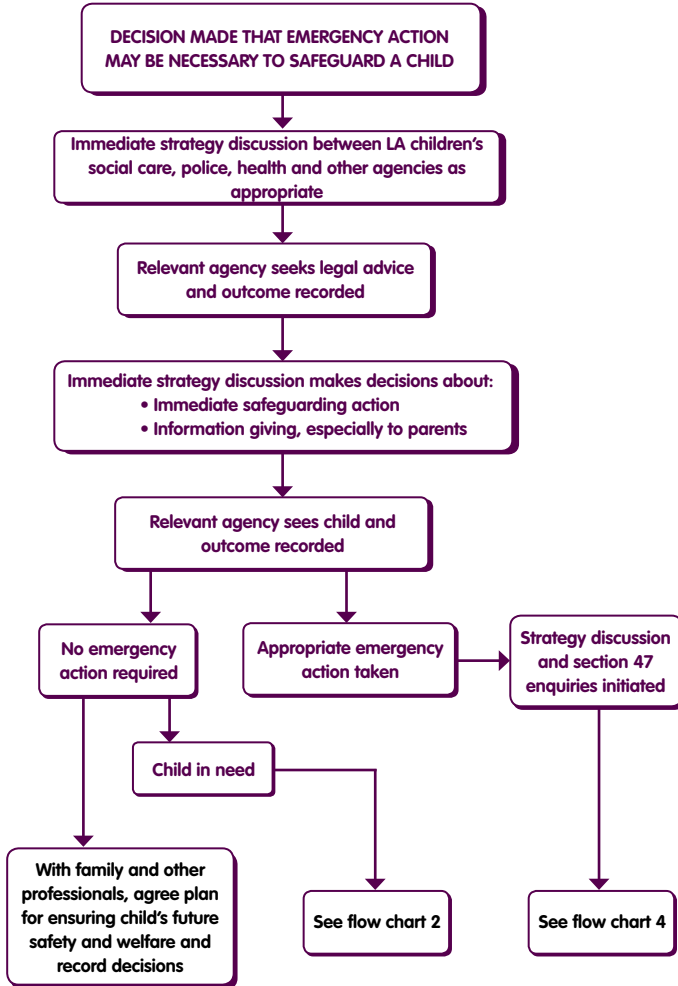 DECISION MADE THAT EMERGENCY ACTION
MAY BE NECESSARY TO SAFEGUARD A CHILD
Immediate strategy discussion between LA children's
social care, police, health and other agencies as
appropriate
Relevant agency seeks legal advice
and outcome recorded
Immediate strategy discussion makes decisions about:
• Immediate safeguarding action
• Information giving, especially to parents
Relevant agency sees child and
outcome recorded
No emergency
action required
Appropriate emergency
action taken
Strategy discussion
and section 47
enquiries initiated
Child in need
With family and other
professionals, agree plan
for ensuring child's future
safety and welfare and
record decisions
See flow chart 2
See flow chart 4